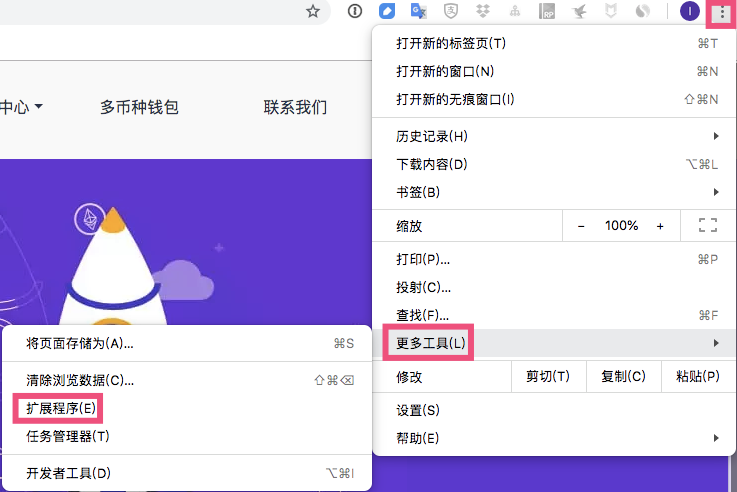 I
打开新的标签页(T) ⌘T
打开新的窗口(N) ⌘N
打开新的无痕窗口(I) ⇧⌘N
中心 多币种钱包 联系我们
历史记录(H)
下载内容(D) ⌥⌘L
书签(B)
缩放 − 100% +
打印(P)... ⌘P
投射(C)...
查找(F)... ⌘F
更多工具(L)
修改 剪切(T) 复制(C) 粘贴(P)
设置(S)
帮助(E)
将页面存储为(A)... ⌘S
清除浏览数据(C)... ⇧⌘⌫
扩展程序(E)
任务管理器(T)
开发者工具(D) ⌥⌘I